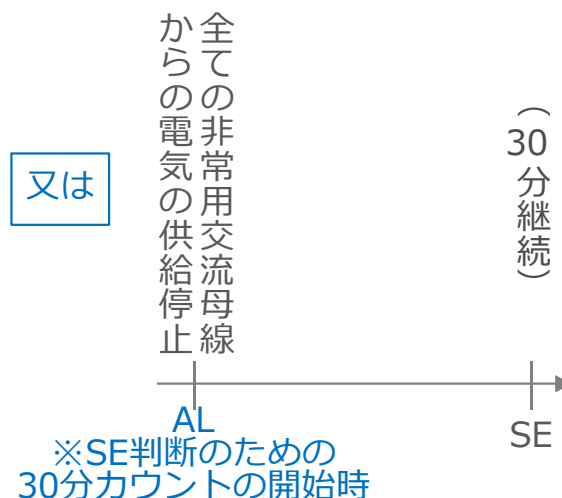 又は
全ての非常用交流母線
からの電気の供給停止
（30分継続）
AL
※SE判断のための
30分カウントの開始時
SE